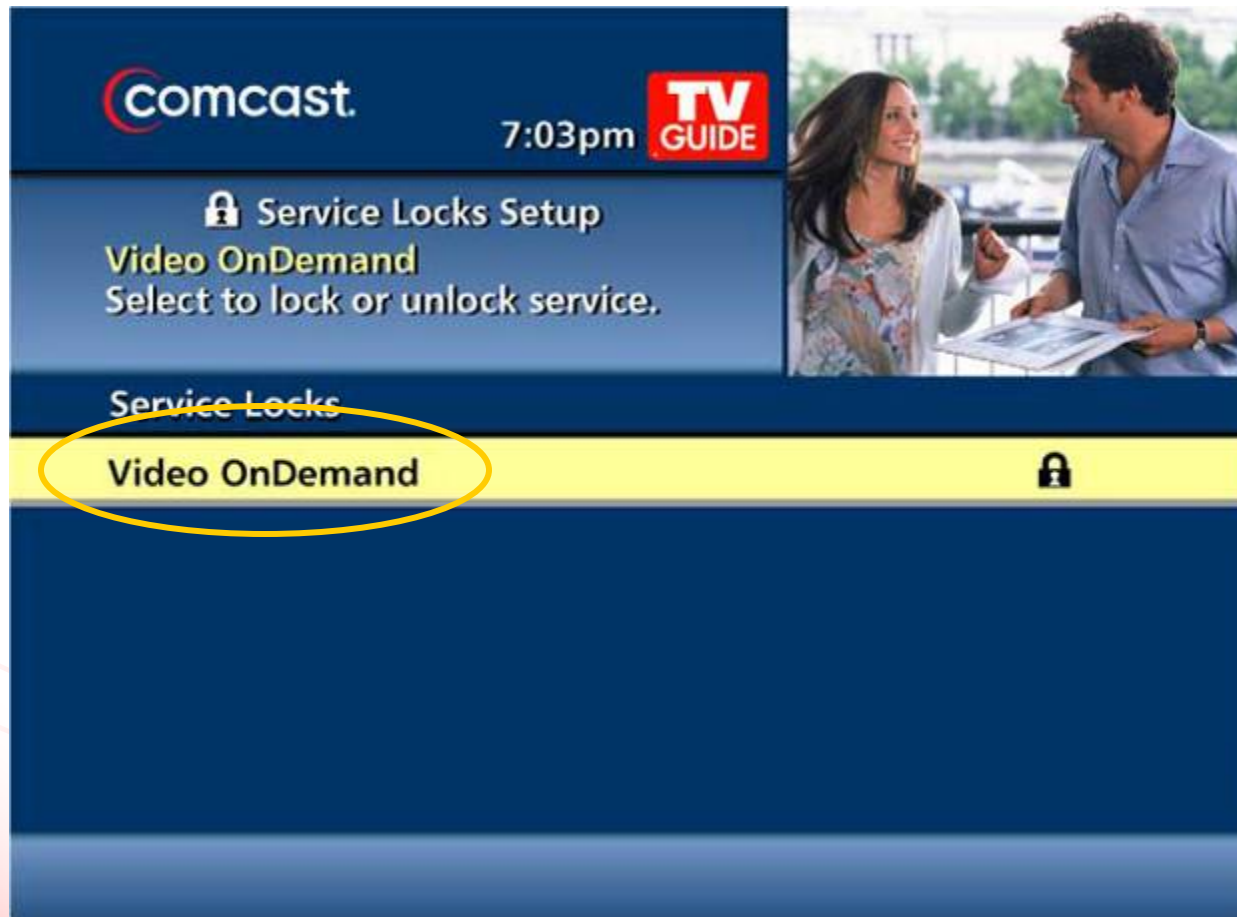 comcast.
7:03pm
TV
GUIDE
Service Locks Setup
Video OnDemand
Select to lock or unlock service.
Service Locks
Video OnDemand